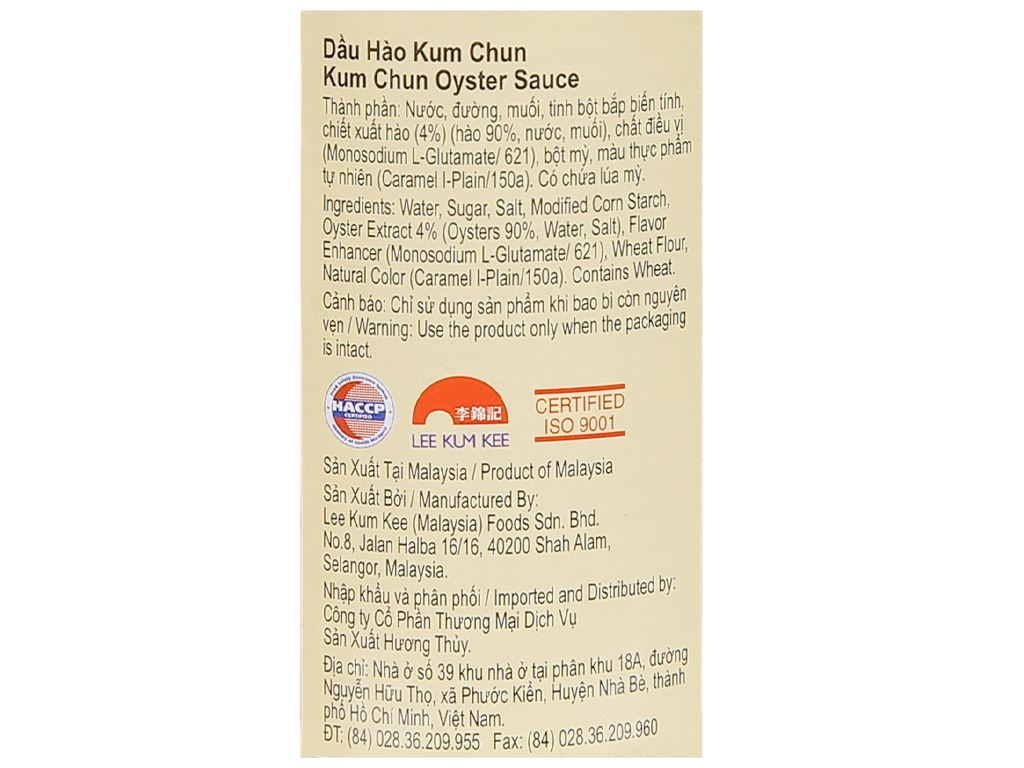 Dầu Hào Kum Chun
Kum Chun Oyster Sauce
Thành phần: Nước, đường, muối, tinh bột bắp biến tính,
chiết xuất hào (4%) (hào 90%, nước, muối), chất điều vị
(Monosodium L-Glutamate/ 621), bột mỳ, màu thực phẩm
tự nhiên (Caramel I-Plain/150a). Có chứa lúa mỳ.
Ingredients: Water, Sugar, Salt, Modified Corn Starch,
Oyster Extract 4% (Oysters 90%, Water, Salt), Flavor
Enhancer (Monosodium L-Glutamate/ 621), Wheat Flour,
Natural Color (Caramel I-Plain/150a). Contains Wheat.
Cảnh báo: Chỉ sử dụng sản phẩm khi bao bì còn nguyên
vẹn / Warning: Use the product only when the packaging
is intact.
HACCP
CERTIFIED
李錦記
LEE KUM KEE
CERTIFIED
ISO 9001
Sản Xuất Tại Malaysia / Product of Malaysia
Sản Xuất Bởi / Manufactured By:
Lee Kum Kee (Malaysia) Foods Sdn. Bhd.
No.8, Jalan Halba 16/16, 40200 Shah Alam,
Selangor, Malaysia.
Nhập khẩu và phân phối / Imported and Distributed by:
Công ty Cổ Phần Thương Mại Dịch Vụ
Sản Xuất Hương Thủy.
Địa chỉ: Nhà ở số 39 khu nhà ở tại phân khu 18A, đường
Nguyễn Hữu Thọ, xã Phước Kiển, Huyện Nhà Bè, thành
phố Hồ Chí Minh, Việt Nam.
ĐT: (84) 028.36.209.955 Fax: (84) 028.36.209.960